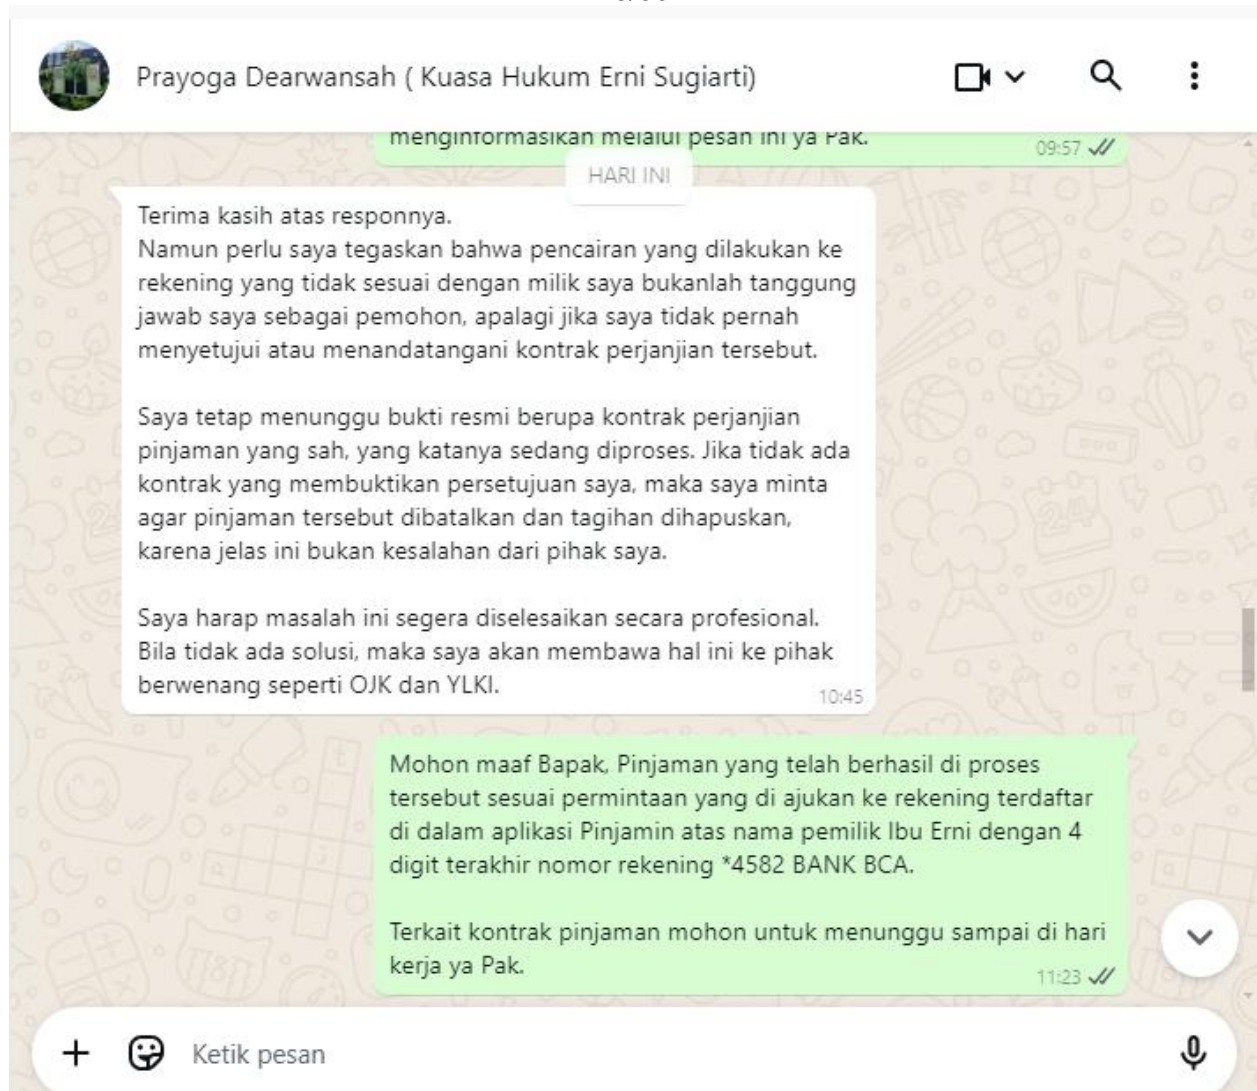 Prayoga Dearwansah ( Kuasa Hukum Erni Sugiarti)
menginformasikan melalui pesan ini ya Pak.
09:57
HARI INI
Terima kasih atas responnya.
Namun perlu saya tegaskan bahwa pencairan yang dilakukan ke
rekening yang tidak sesuai dengan milik saya bukanlah tanggung
jawab saya sebagai pemohon, apalagi jika saya tidak pernah
menyetujui atau menandatangani kontrak perjanjian tersebut.
Saya tetap menunggu bukti resmi berupa kontrak perjanjian
pinjaman yang sah, yang katanya sedang diproses. Jika tidak ada
kontrak yang membuktikan persetujuan saya, maka saya minta
agar pinjaman tersebut dibatalkan dan tagihan dihapuskan,
karena jelas ini bukan kesalahan dari pihak saya.
Saya harap masalah ini segera diselesaikan secara profesional.
Bila tidak ada solusi, maka saya akan membawa hal ini ke pihak
berwenang seperti OJK dan YLKI.
10:45
Mohon maaf Bapak, Pinjaman yang telah berhasil di proses
tersebut sesuai permintaan yang di ajukan ke rekening terdaftar
di dalam aplikasi Pinjamin atas nama pemilik Ibu Erni dengan 4
digit terakhir nomor rekening *4582 BANK BCA.
Terkait kontrak pinjaman mohon untuk menunggu sampai di hari
kerja ya Pak.
11:23
Ketik pesan